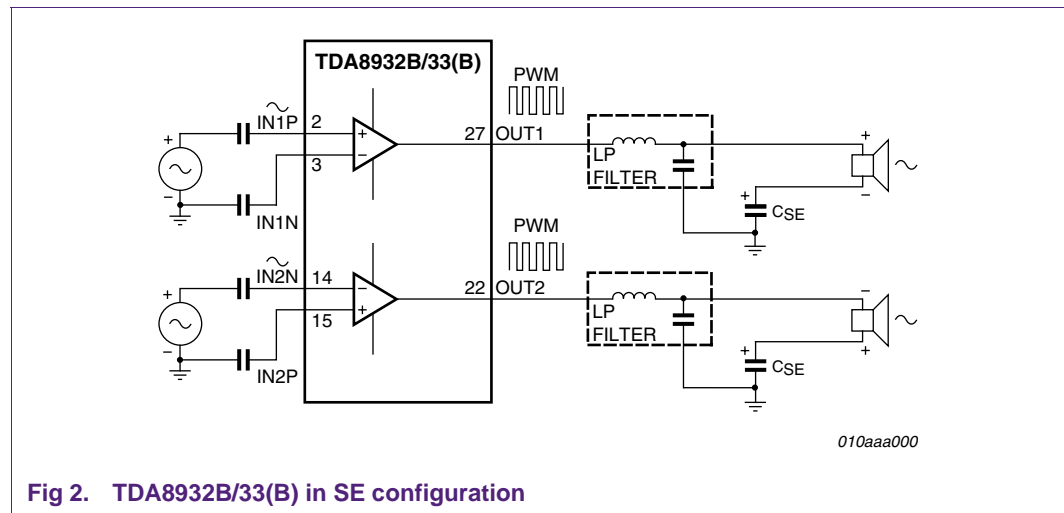 TDA8932B/33(B)
PWM
+ IN1P 2 + 27 OUT1 LP FILTER +
3 −
− IN1N + CSE −
PWM
+ IN2N 14 − 22 OUT2 LP FILTER −
15 +
− IN2P + CSE +
010aaa000
Fig 2. TDA8932B/33(B) in SE configuration